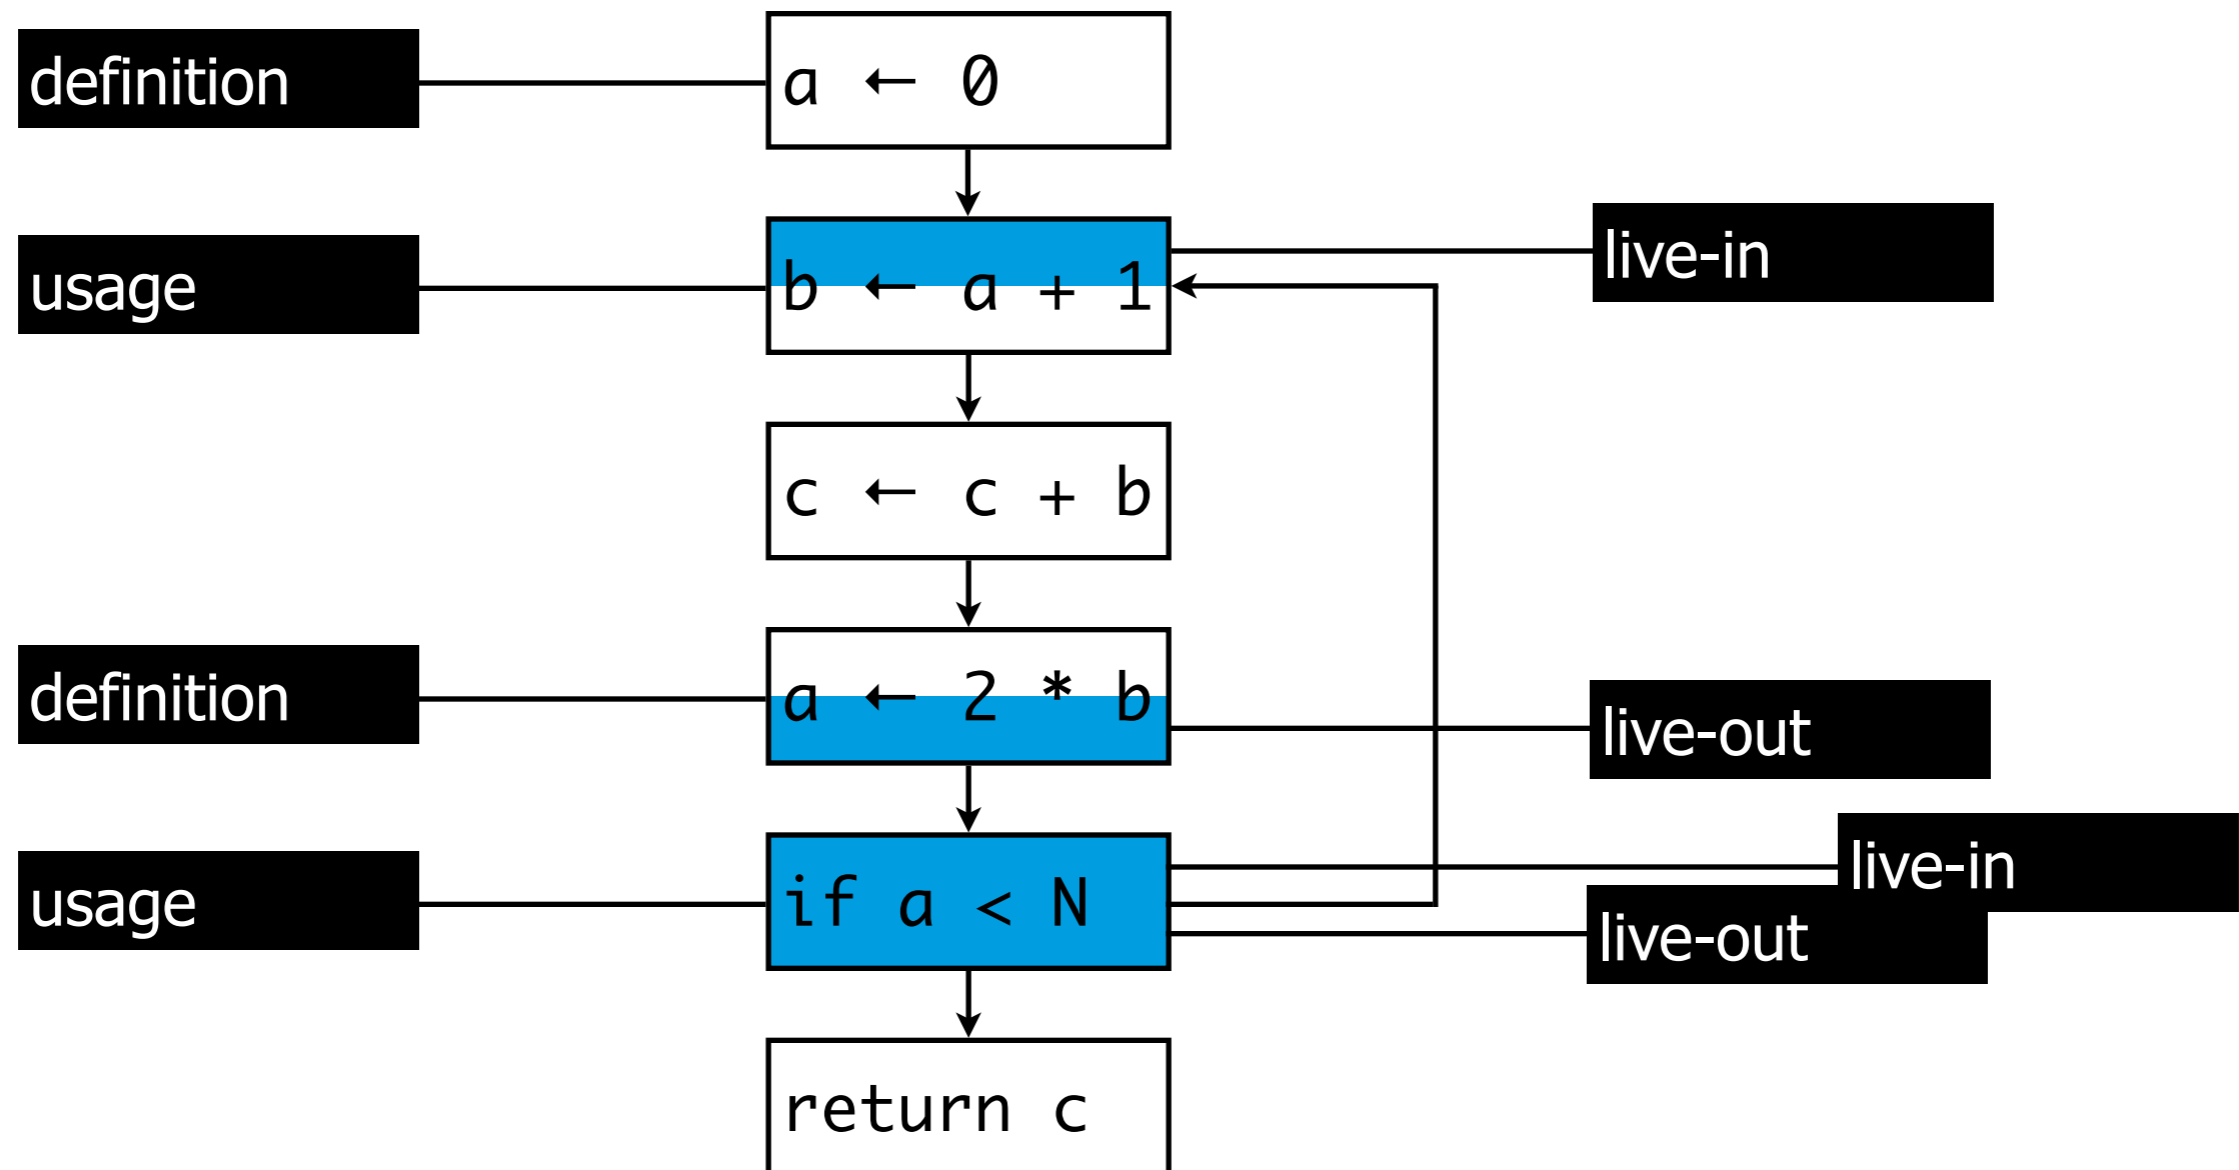 definition
a ← 0
usage
b ← a + 1
live-in
c ← c + b
definition
a ← 2 * b
live-out
usage
if a < N
live-in
live-out
return c